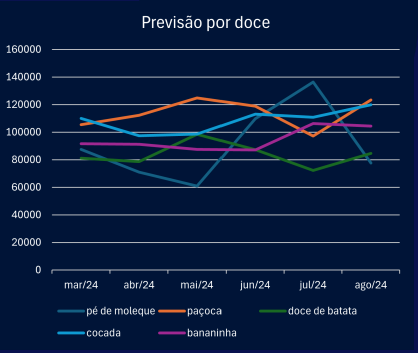 Previsão por doce
160000
140000
120000
100000
80000
60000
40000
20000
0
mar/24 abr/24 mai/24 jun/24 jul/24 ago/24
pé de moleque paçoca doce de batata
cocada bananinha